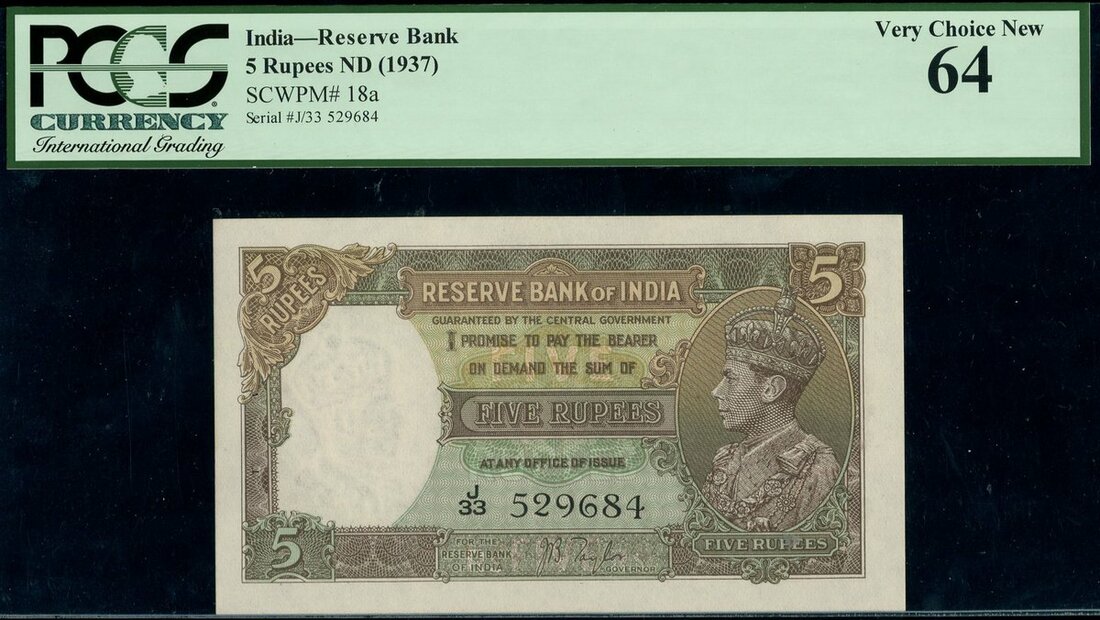 PCGS
CURRENCY
International Grading
India—Reserve Bank
5 Rupees ND (1937)
SCWPM# 18a
Serial #J/33 529684
Very Choice New
64
5
RUPEES
5
RESERVE BANK OF INDIA
GUARANTEED BY THE CENTRAL GOVERNMENT
I PROMISE TO PAY THE BEARER
ON DEMAND THE SUM OF
FIVE
FIVE RUPEES
AT ANY OFFICE OF ISSUE
J/33 529684
5
FOR THE
RESERVE BANK
OF INDIA
JB Taylor
GOVERNOR
FIVE RUPEES